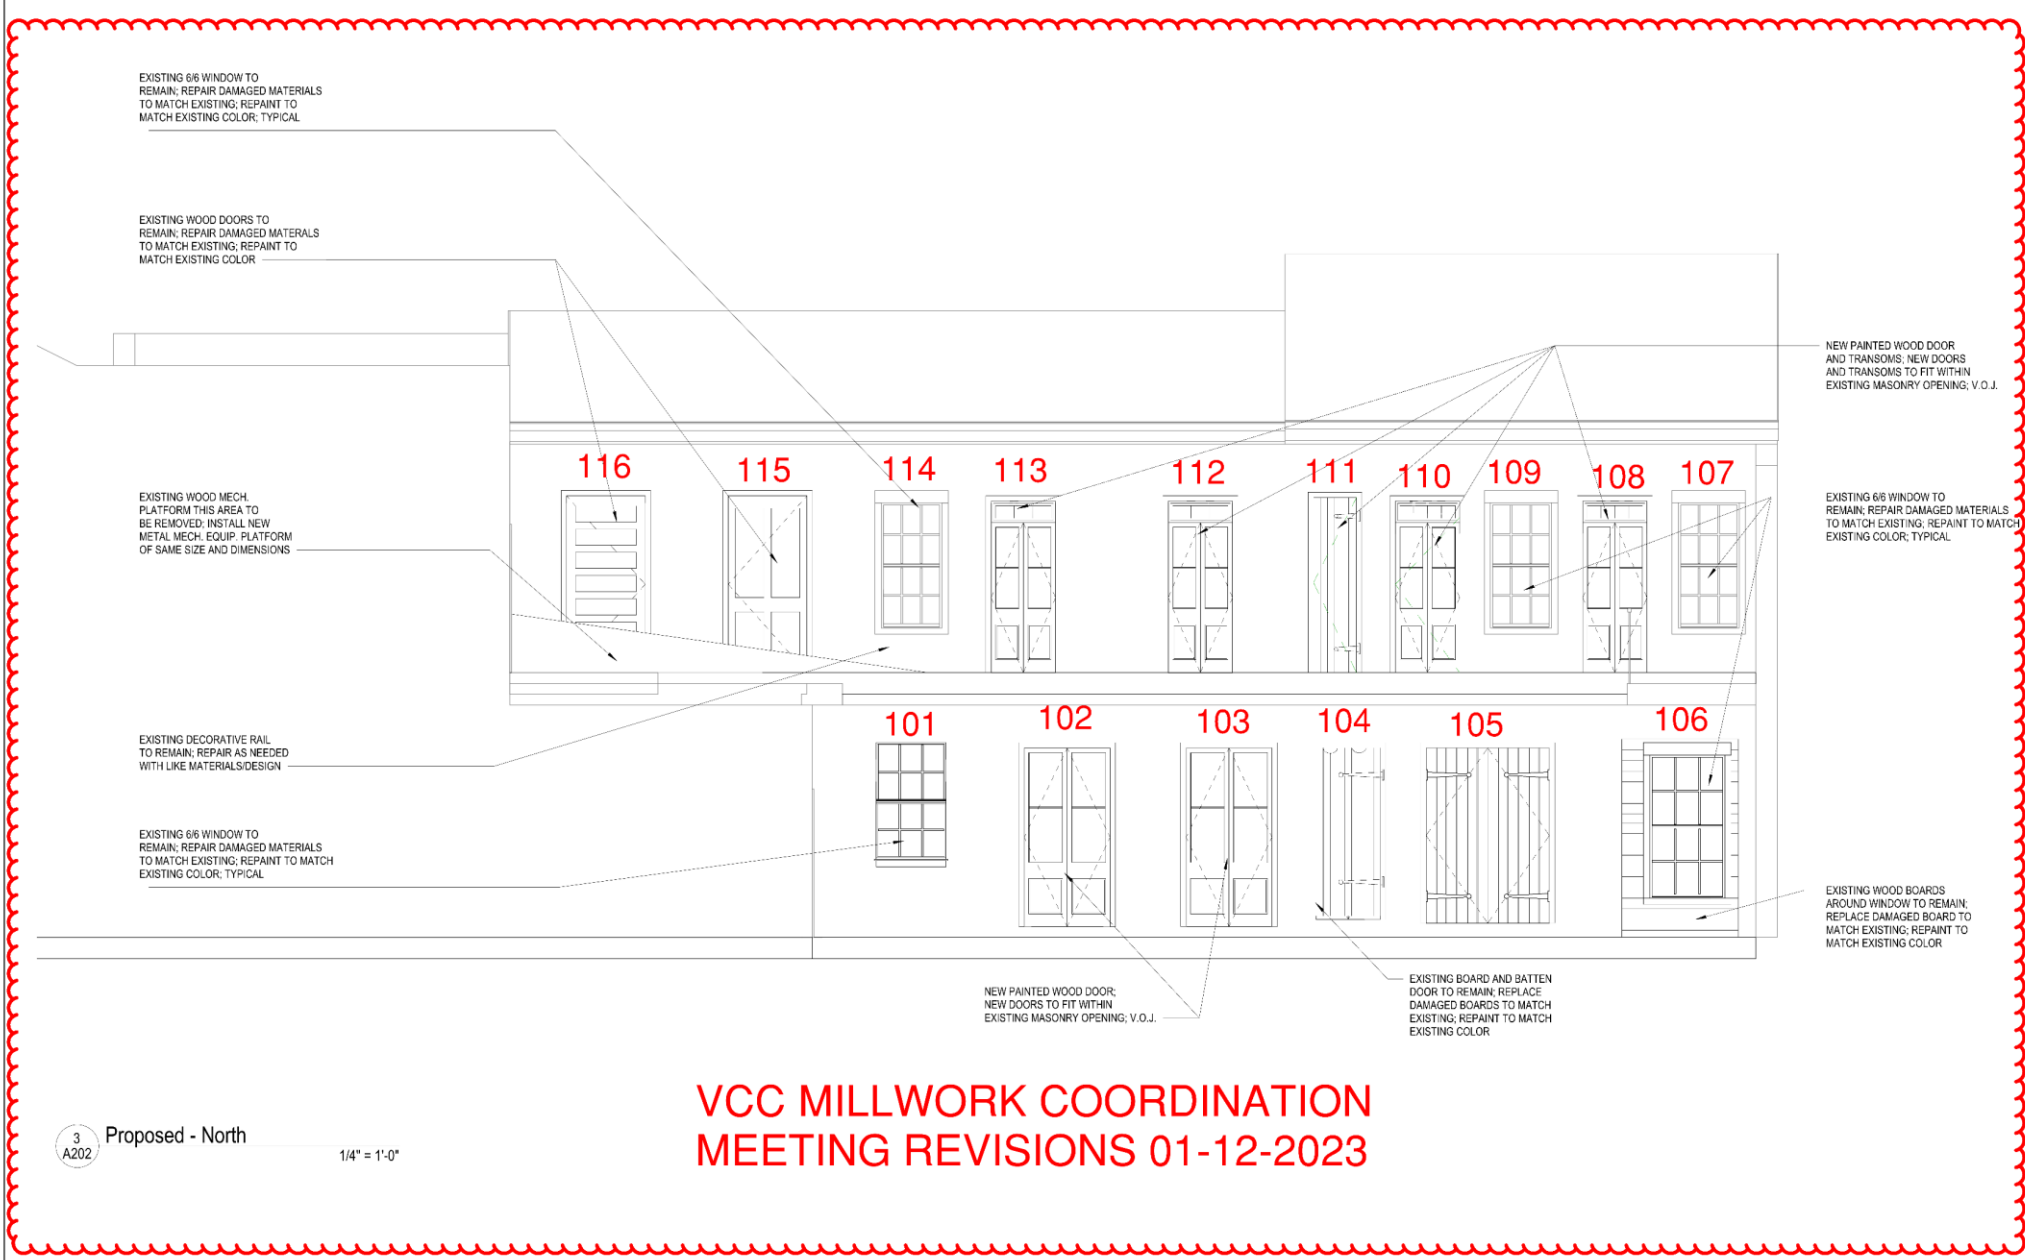 EXISTING 6/6 WINDOW TO
REMAIN; REPAIR DAMAGED MATERIALS
TO MATCH EXISTING; REPAINT TO
MATCH EXISTING COLOR; TYPICAL
EXISTING WOOD DOORS TO
REMAIN; REPAIR DAMAGED MATERALS
TO MATCH EXISTING; REPAINT TO
MATCH EXISTING COLOR
NEW PAINTED WOOD DOOR
AND TRANSOMS; NEW DOORS
AND TRANSOMS TO FIT WITHIN
EXISTING MASONRY OPENING; V.O.J.
116
115
114
113
112
111
110
109
108
107
EXISTING WOOD MECH.
PLATFORM THIS AREA TO
BE REMOVED; INSTALL NEW
METAL MECH. EQUIP. PLATFORM
OF SAME SIZE AND DIMENSIONS
EXISTING 6/6 WINDOW TO
REMAIN; REPAIR DAMAGED MATERIALS
TO MATCH EXISTING; REPAINT TO MATCH
EXISTING COLOR; TYPICAL
101
102
103
104
105
106
EXISTING DECORATIVE RAIL
TO REMAIN; REPAIR AS NEEDED
WITH LIKE MATERIALS/DESIGN
EXISTING 6/6 WINDOW TO
REMAIN; REPAIR DAMAGED MATERIALS
TO MATCH EXISTING; REPAINT TO MATCH
EXISTING COLOR; TYPICAL
EXISTING WOOD BOARDS
AROUND WINDOW TO REMAIN;
REPLACE DAMAGED BOARD TO
MATCH EXISTING; REPAINT TO
MATCH EXISTING COLOR
NEW PAINTED WOOD DOOR;
NEW DOORS TO FIT WITHIN
EXISTING MASONRY OPENING; V.O.J.
EXISTING BOARD AND BATTEN
DOOR TO REMAIN; REPLACE
DAMAGED BOARDS TO MATCH
EXISTING; REPAINT TO MATCH
EXISTING COLOR
VCC MILLWORK COORDINATION
MEETING REVISIONS 01-12-2023
3
A202
Proposed - North
1/4" = 1'-0"